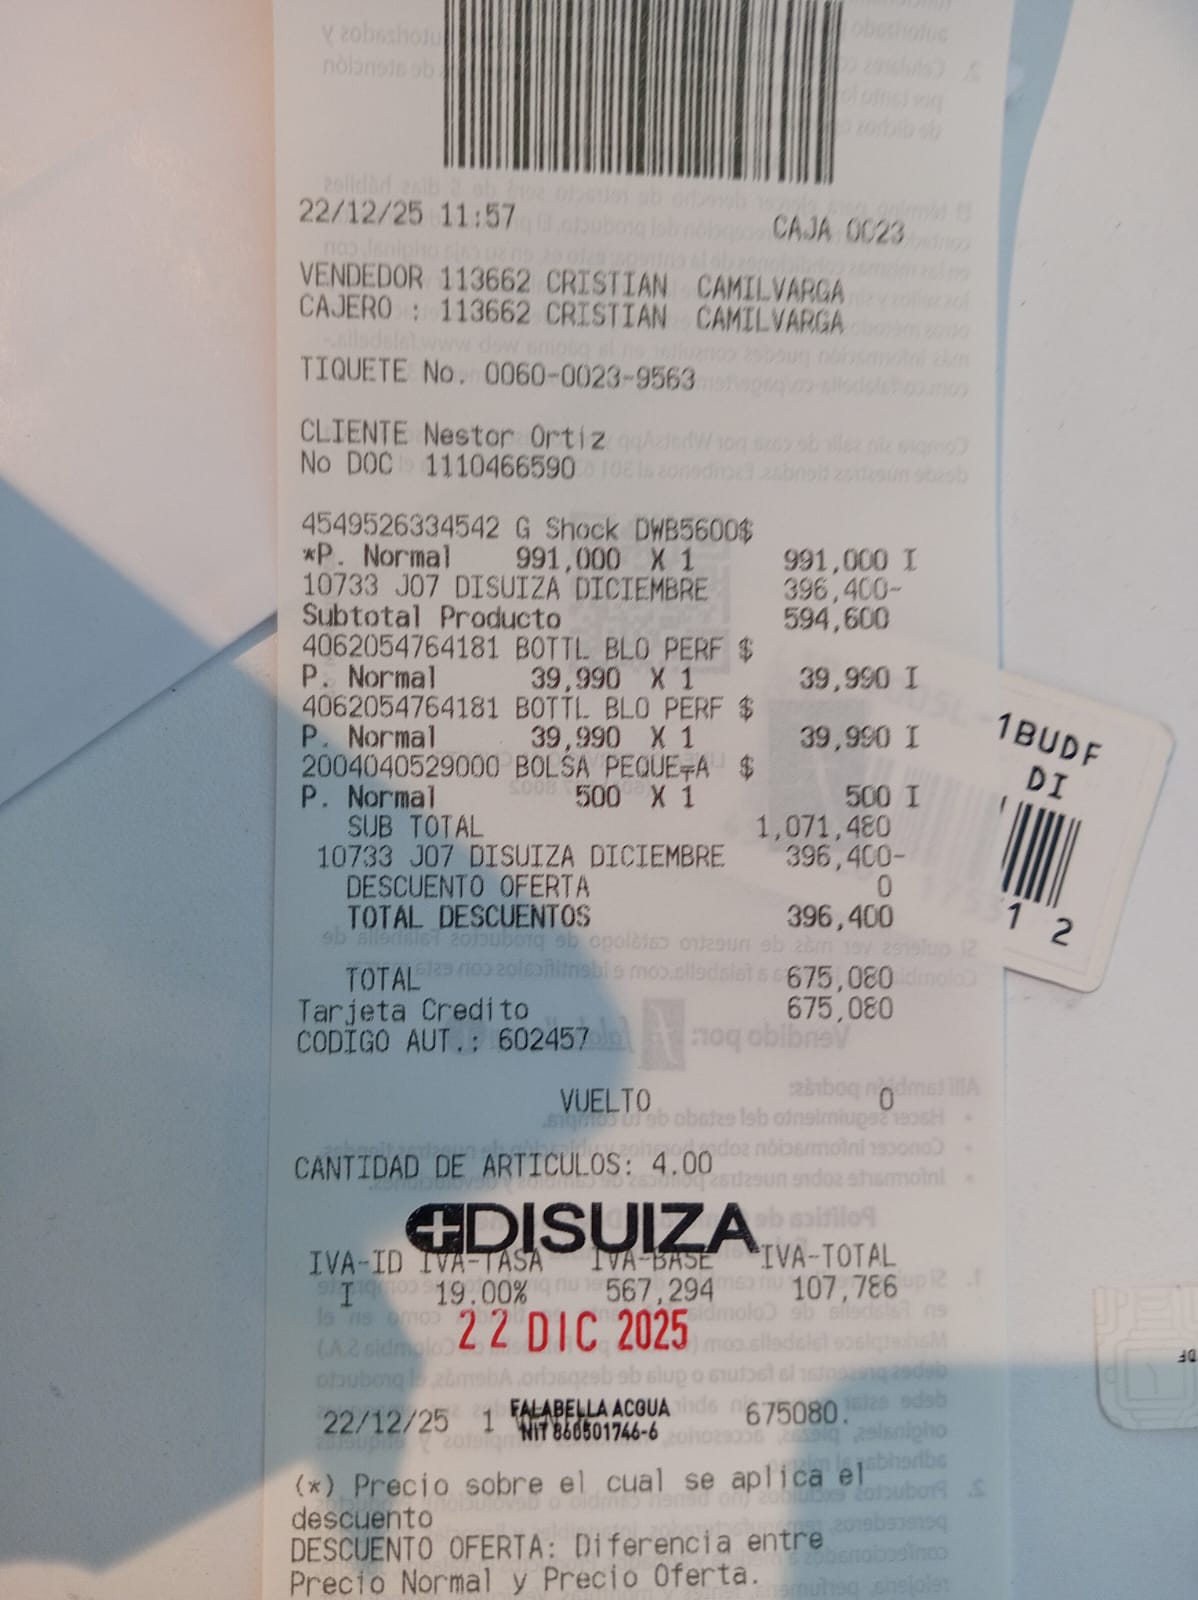 22/12/25 11:57 CAJA 0023
VENDEDOR 113662 CRISTIAN CAMILVARGA
CAJERO : 113662 CRISTIAN CAMILVARGA
TIQUETE No. 0060-0023-9563
CLIENTE Nestor Ortiz
No DOC 1110466590
4549526334542 G Shock DWB5600$
*P. Normal 991,000 X 1 991,000 I
10733 J07 DISUIZA DICIEMBRE 396,400-
Subtotal Producto 594,600
4062054764181 BOTTL BLO PERF $
P. Normal 39,990 X 1 39,990 I
4062054764181 BOTTL BLO PERF $
P. Normal 39,990 X 1 39,990 I
2004040529000 BOLSA PEQUE A $
P. Normal 500 X 1 500 I
SUB TOTAL 1,071,480
10733 J07 DISUIZA DICIEMBRE 396,400-
DESCUENTO OFERTA 0
TOTAL DESCUENTOS 396,400
TOTAL 675,080
Tarjeta Credito 675,080
CODIGO AUT.: 602457
VUELTO 0
CANTIDAD DE ARTICULOS: 4.00
DISUIZA
IVA-ID IVA-TASA IVA-BASE IVA-TOTAL
I 19.00% 567,294 107,786
22 DIC 2025
FALABELLA ACQUA
22/12/25 1 675080.
NIT 860501746-6
(*) Precio sobre el cual se aplica el
descuento
DESCUENTO OFERTA: Diferencia entre
Precio Normal y Precio Oferta.
1BUDF
DI
1 2